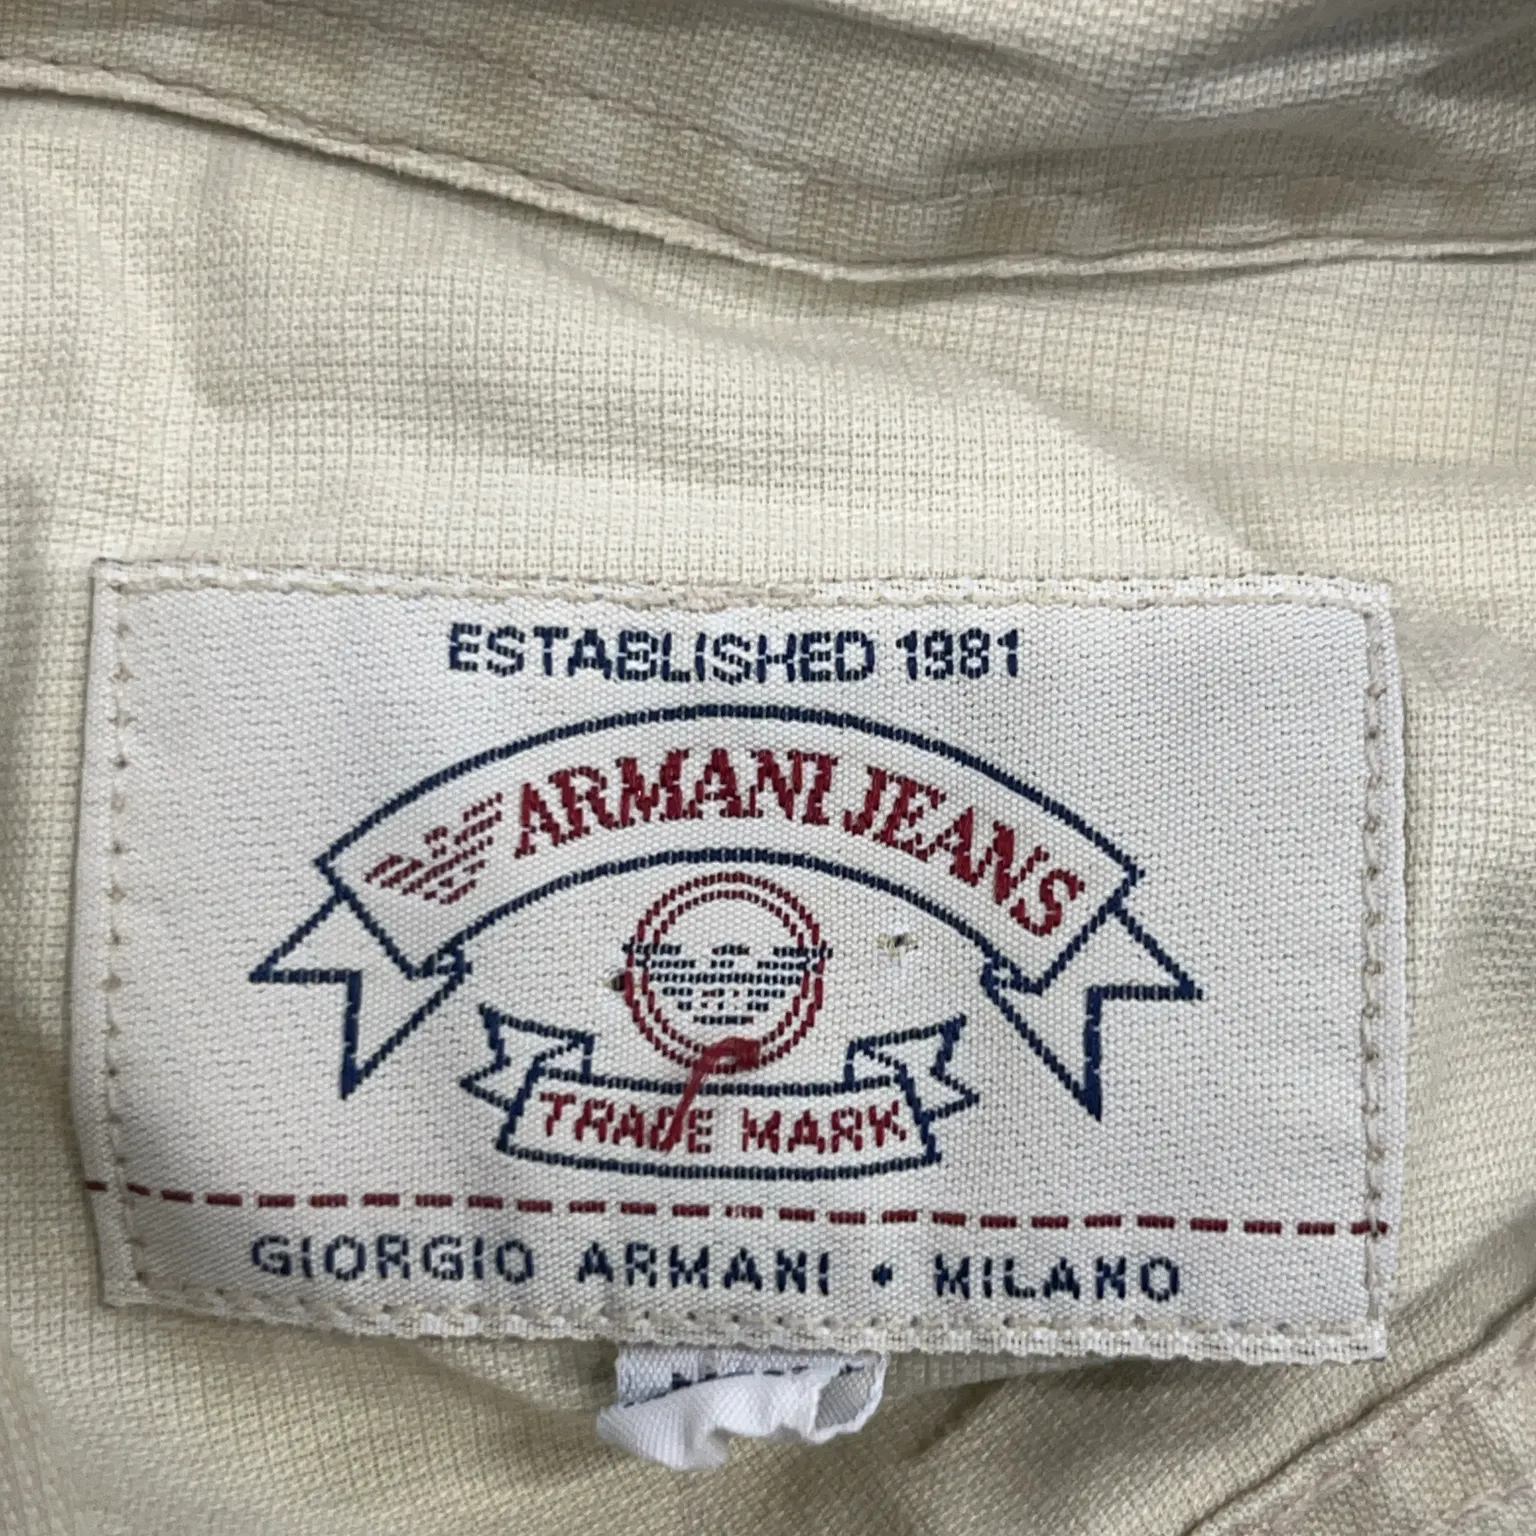 ESTABLISHED 1981
ARMANI JEANS
TRADE MARK
GIORGIO ARMANI • MILANO